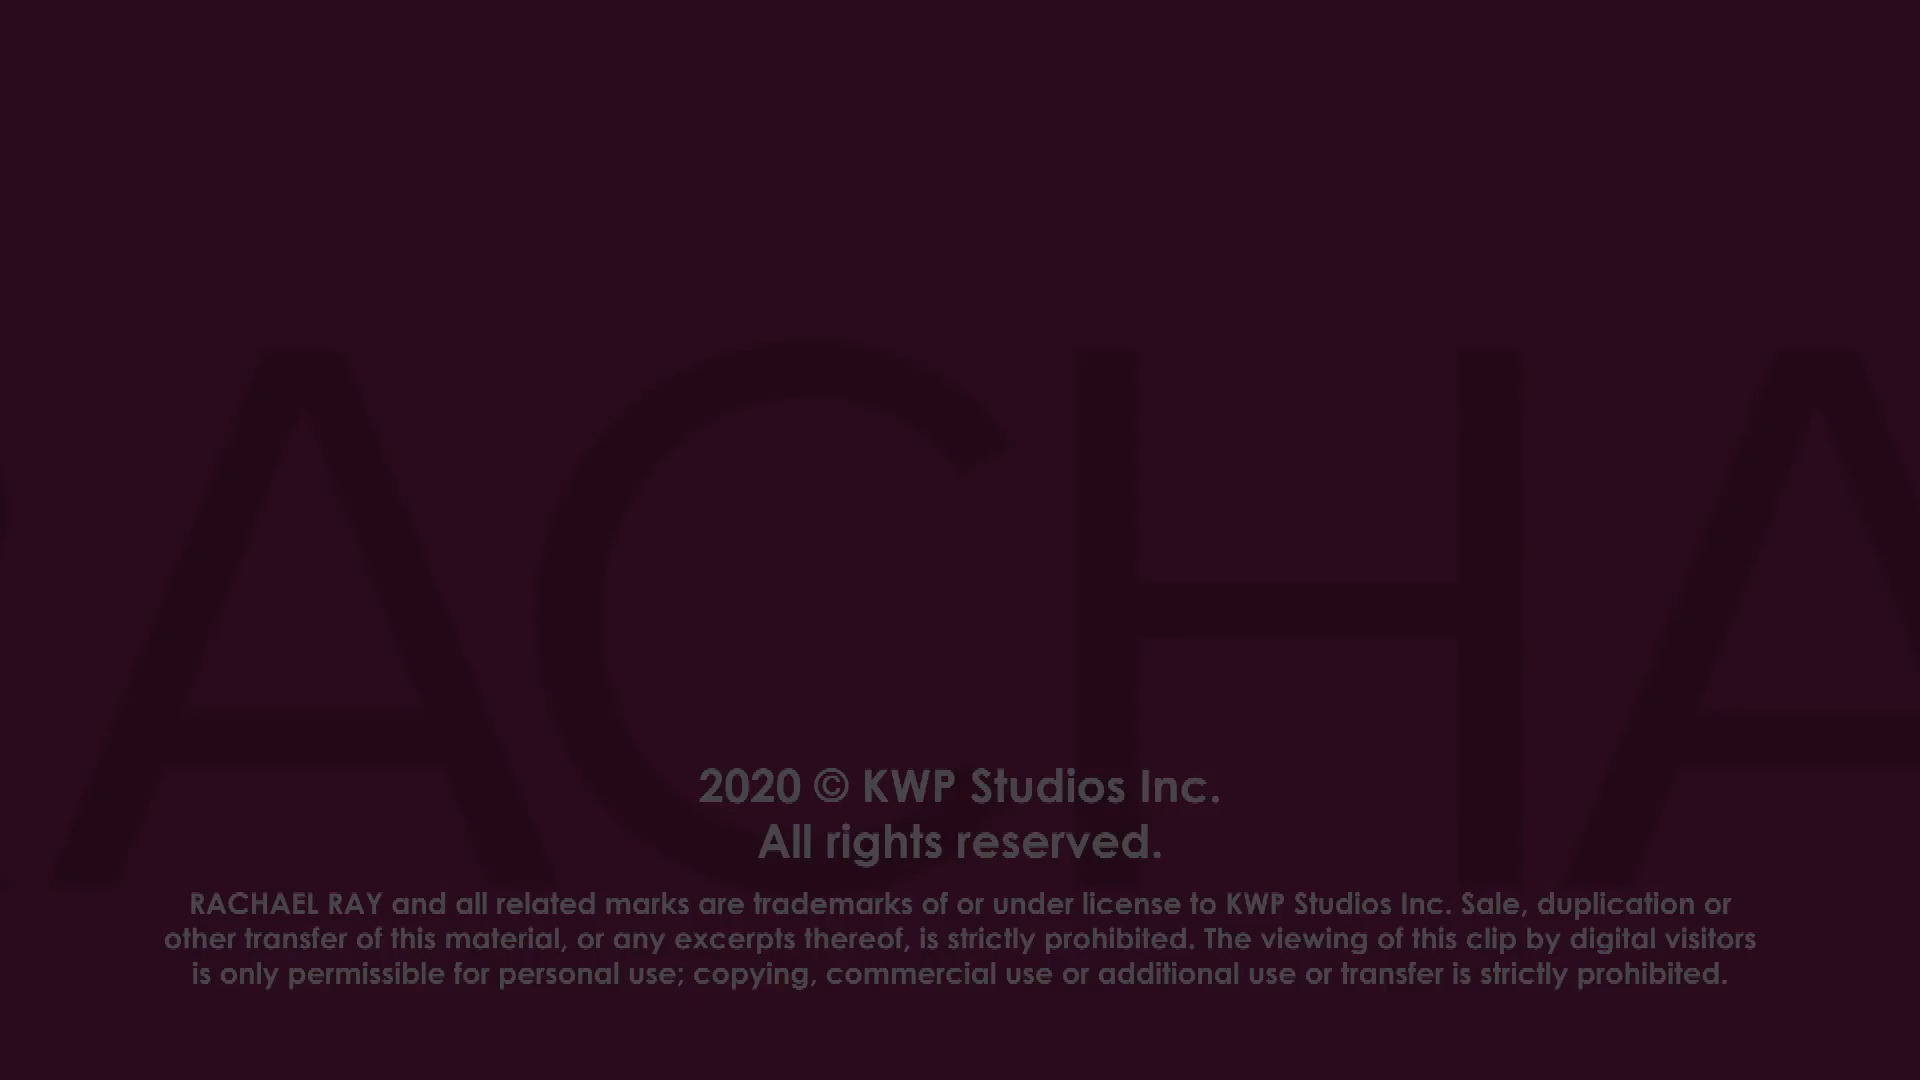 RACHA
2020 © KWP Studios Inc.
All rights reserved.
RACHAEL RAY and all related marks are trademarks of or under license to KWP Studios Inc. Sale, duplication or
other transfer of this material, or any excerpts thereof, is strictly prohibited. The viewing of this clip by digital visitors
is only permissible for personal use; copying, commercial use or additional use or transfer is strictly prohibited.